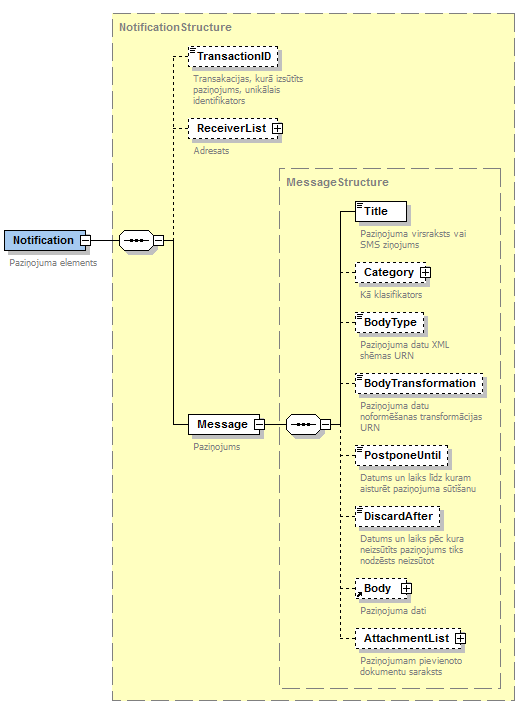 NotificationStructure
TransactionID
Transakacijas, kurā izsūtīts
paziņojums, unikālais
identifikators
ReceiverList
Adresats
MessageStructure
Notification
Paziņojuma elements
Title
Paziņojuma virsraksts vai
SMS ziņojums
Category
Kā klasifikators
BodyType
Paziņojuma datu XML
shēmas URN
BodyTransformation
Paziņojuma datu
noformēšanas transformācijas
URN
Message
Paziņojums
PostponeUntil
Datums un laiks līdz kuram
aisturēt paziņojuma sūtīšanu
DiscardAfter
Datums un laiks pēc kura
neizsūtīts paziņojums tiks
nodzēsts neizsūtot
Body
Paziņojuma dati
AttachmentList
Paziņojumam pievienoto
dokumentu saraksts